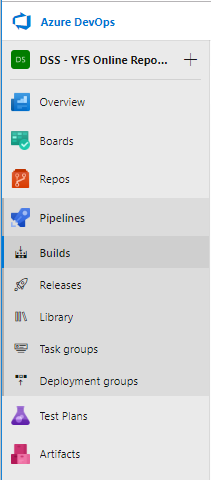 Azure DevOps
DS DSS - YFS Online Repo... +
Overview
Boards
Repos
Pipelines
Builds
Releases
Library
Task groups
Deployment groups
Test Plans
Artifacts